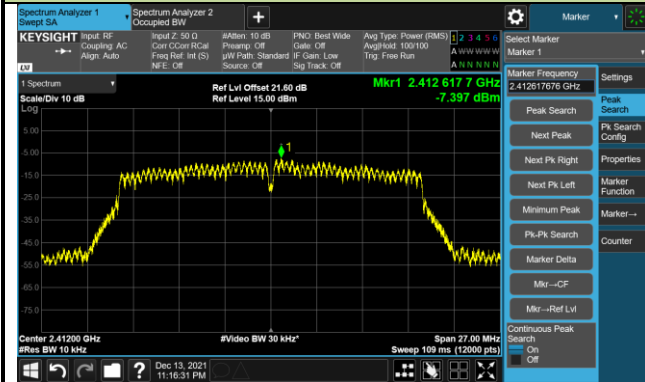 Spectrum Analyzer 1
Swept SA
Spectrum Analyzer 2
Occupied BW
+
Marker
KEYSIGHT
Input: RF
Coupling: AC
Align: Auto
Input Z: 50 Ω
Corr CCorr RCal
Freq Ref: Int (S)
NFE: Off
#Atten: 10 dB
Preamp: Off
µW Path: Standard
Source: Off
PNO: Best Wide
Gate: Off
IF Gain: Low
Sig Track: Off
Avg Type: Power (RMS)
Avg|Hold: 100/100
Trig: Free Run
1 2 3 4 5 6
A W W W W W
A N N N N N
LXI
Select Marker
Marker 1
1 Spectrum
Scale/Div 10 dB
Log
Ref Lvl Offset 21.60 dB
Ref Level 15.00 dBm
Mkr1 2.412 617 7 GHz
-7.397 dBm
5.00
-5.00
-15.0
-25.0
-35.0
-45.0
-55.0
-65.0
-75.0
1
Center 2.41200 GHz
#Res BW 10 kHz
#Video BW 30 kHz*
Span 27.00 MHz
Sweep 109 ms (12000 pts)
Marker Frequency
2.412617676 GHz
Peak Search
Next Peak
Next Pk Right
Next Pk Left
Minimum Peak
Pk-Pk Search
Marker Delta
Mkr→CF
Mkr→Ref Lvl
Continuous Peak
Search
On
Off
Settings
Peak
Search
Pk Search
Config
Properties
Marker
Function
Marker→
Counter
?
Dec 13, 2021
11:16:31 PM